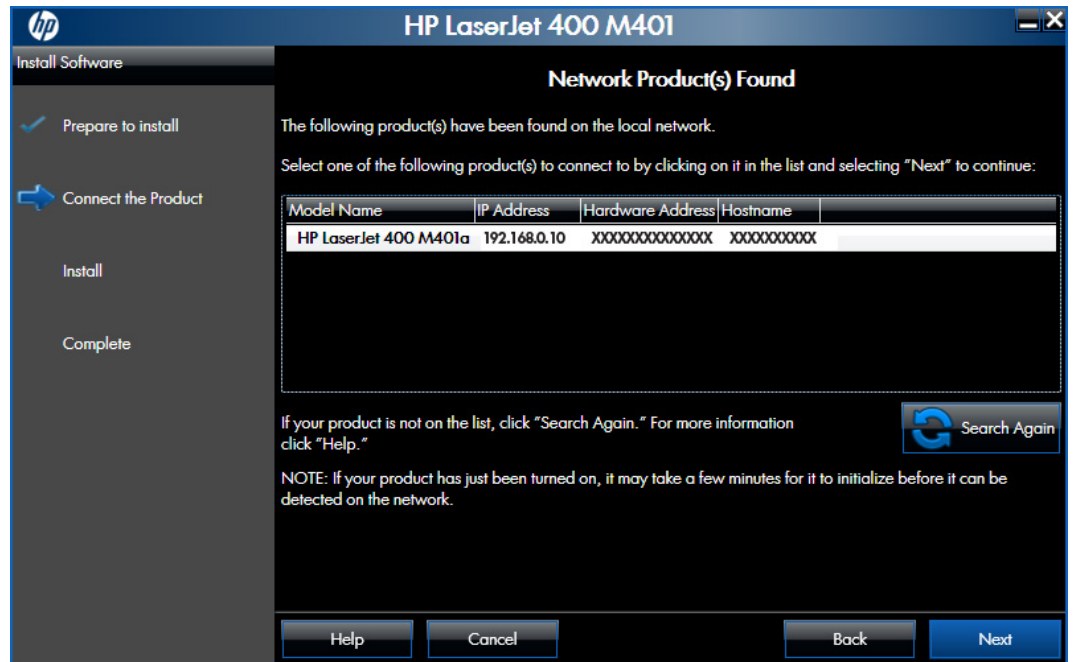 hp
HP LaserJet 400 M401
Install Software
Prepare to install
Connect the Product
Install
Complete
Network Product(s) Found
The following product(s) have been found on the local network.
Select one of the following product(s) to connect to by clicking on it in the list and selecting "Next" to continue:
Model Name IP Address Hardware Address Hostname
HP LaserJet 400 M401a 192.168.0.10 XXXXXXXXXXXXXX XXXXXXXXXX
If your product is not on the list, click "Search Again." For more information
click "Help."
Search Again
NOTE: If your product has just been turned on, it may take a few minutes for it to initialize before it can be
detected on the network.
Help Cancel Back Next